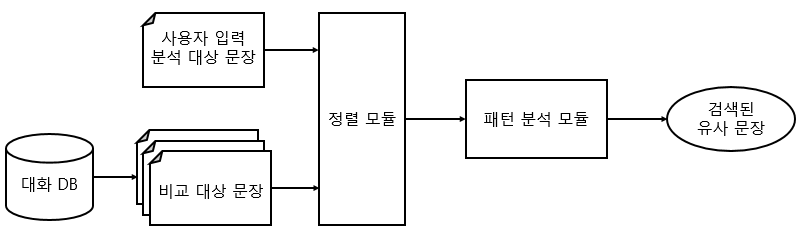 사용자 입력
분석 대상 문장
대화 DB
비교 대상 문장
정렬 모듈
패턴 분석 모듈
검색된
유사 문장